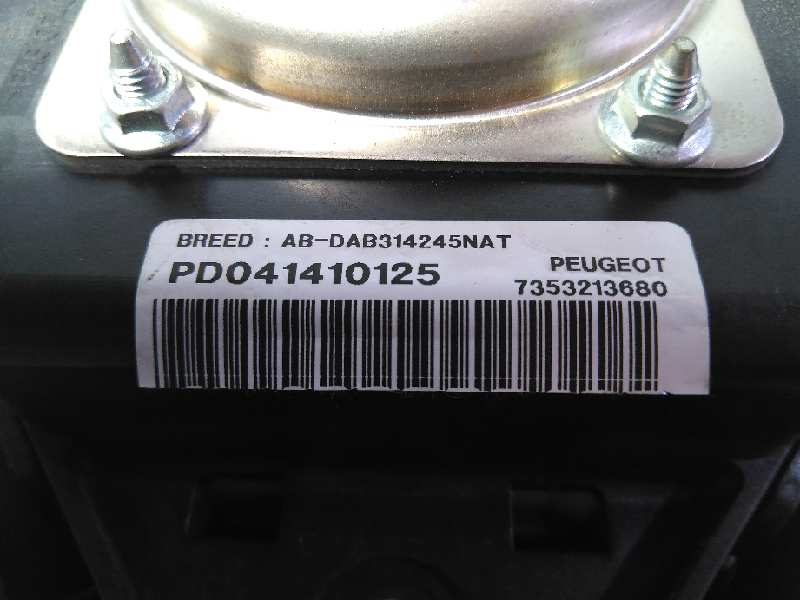 BREED : AB-DAB314245NAT
PD041410125
PEUGEOT
7353213680